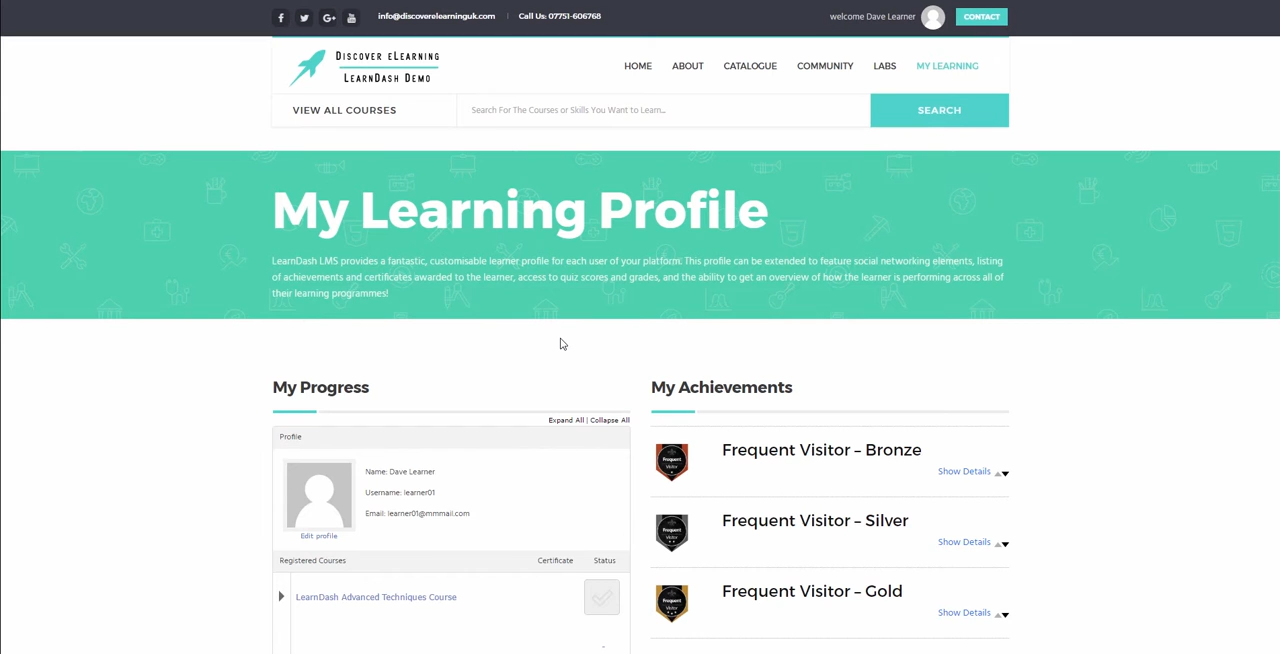 info@discoverelearninguk.com | Call Us: 07751-606768
welcome Dave Learner
CONTACT
DISCOVER ELEARNING
LEARNDASH DEMO
HOME ABOUT CATALOGUE COMMUNITY LABS MY LEARNING
VIEW ALL COURSES
Search For The Courses or Skills You Want to Learn...
SEARCH
My Learning Profile
LearnDash LMS provides a fantastic, customisable learner profile for each user of your platform. This profile can be extended to feature social networking elements, listing
of achievements and certificates awarded to the learner, access to quiz scores and grades, and the ability to get an overview of how the learner is performing across all of
their learning programmes!
My Progress
Expand All | Collapse All
Profile
Name: Dave Learner
Username: learner01
Email: learner01@mmmail.com
Edit profile
Registered Courses Certificate Status
LearnDash Advanced Techniques Course
-
My Achievements
Frequent Visitor
Frequent Visitor – Bronze
Show Details
Frequent Visitor
Frequent Visitor – Silver
Show Details
Frequent Visitor
Frequent Visitor – Gold
Show Details